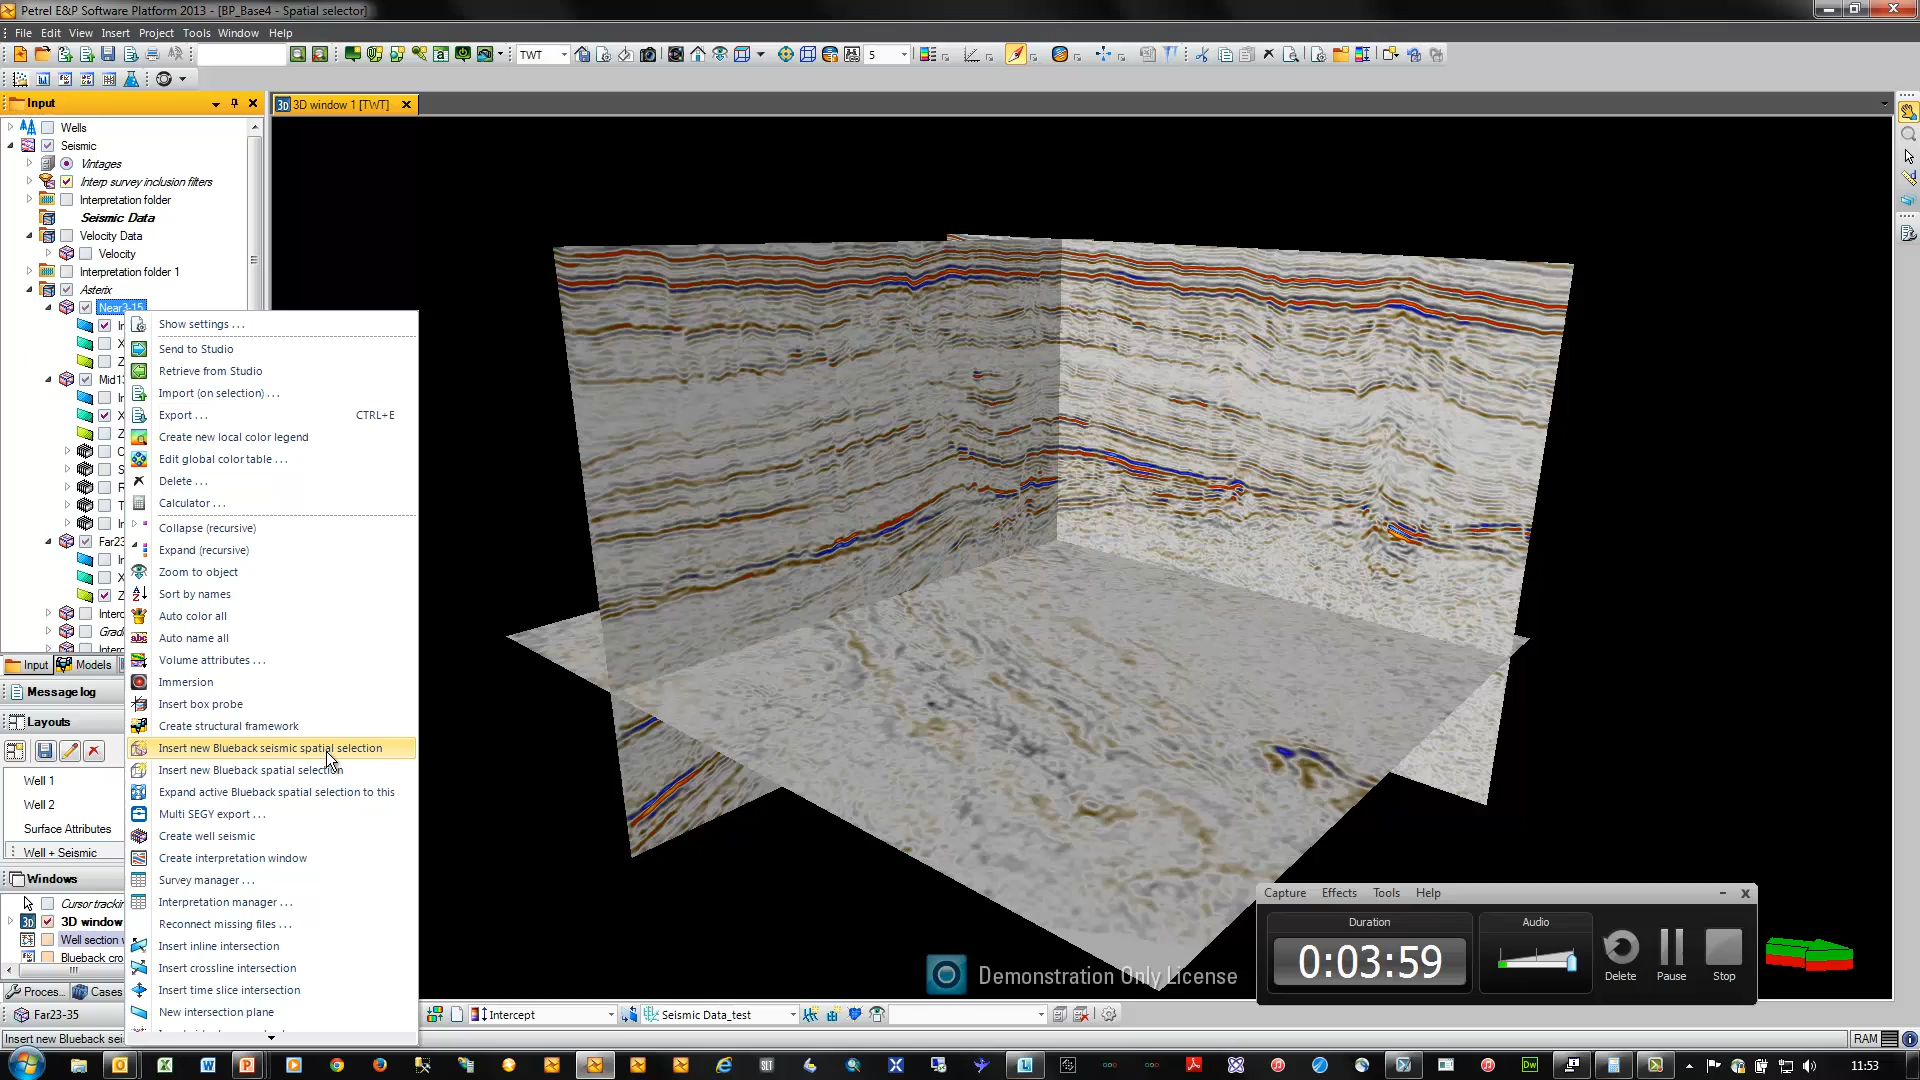 Petrel E&P Software Platform 2013 - [BP_Base4 - Spatial selector]
File Edit View Insert Project Tools Window Help
TWT
5
Input
3D window 1 [TWT]
Wells
Seismic
Vintages
Interp survey inclusion filters
Interpretation folder
Seismic Data
Velocity Data
Velocity
Interpretation folder 1
Asterix
Near3-15
Show settings . . .
Send to Studio
Retrieve from Studio
Import (on selection) . . .
Export . . . CTRL+E
Create new local color legend
Edit global color table . . .
Delete . . .
Calculator . . .
Collapse (recursive)
Expand (recursive)
Zoom to object
Sort by names
Auto color all
Auto name all
Volume attributes . . .
Immersion
Insert box probe
Create structural framework
Insert new Blueback seismic spatial selection
Insert new Blueback spatial selection
Expand active Blueback spatial selection to this
Multi SEGY export . . .
Create well seismic
Create interpretation window
Survey manager . . .
Interpretation manager . . .
Reconnect missing files . . .
Insert inline intersection
Insert crossline intersection
Insert time slice intersection
New intersection plane
Input Models
Message log
Layouts
Well 1
Well 2
Surface Attributes
Well + Seismic
Windows
Cursor trackin
3D window
Well section w
Blueback cro
Proces... Cases
Far23-35
Insert new Blueback sei
Capture Effects Tools Help
Duration
0:03:59
Audio
Delete Pause Stop
Demonstration Only License
Intercept
Seismic Data_test
RAM
11:53